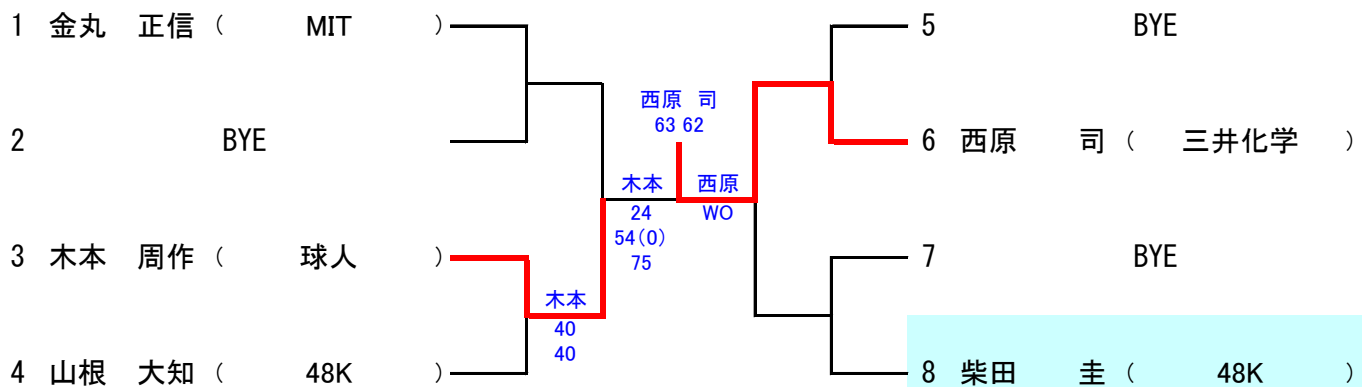 1 金丸 正信 ( MIT )
2 BYE
3 木本 周作 ( 球人 )
4 山根 大知 ( 48K )
木本
40
40
木本
24
54(0)
75
西原 司
63 62
西原
WO
5 BYE
6 西原 司 ( 三井化学 )
7 BYE
8 柴田 圭 ( 48K )